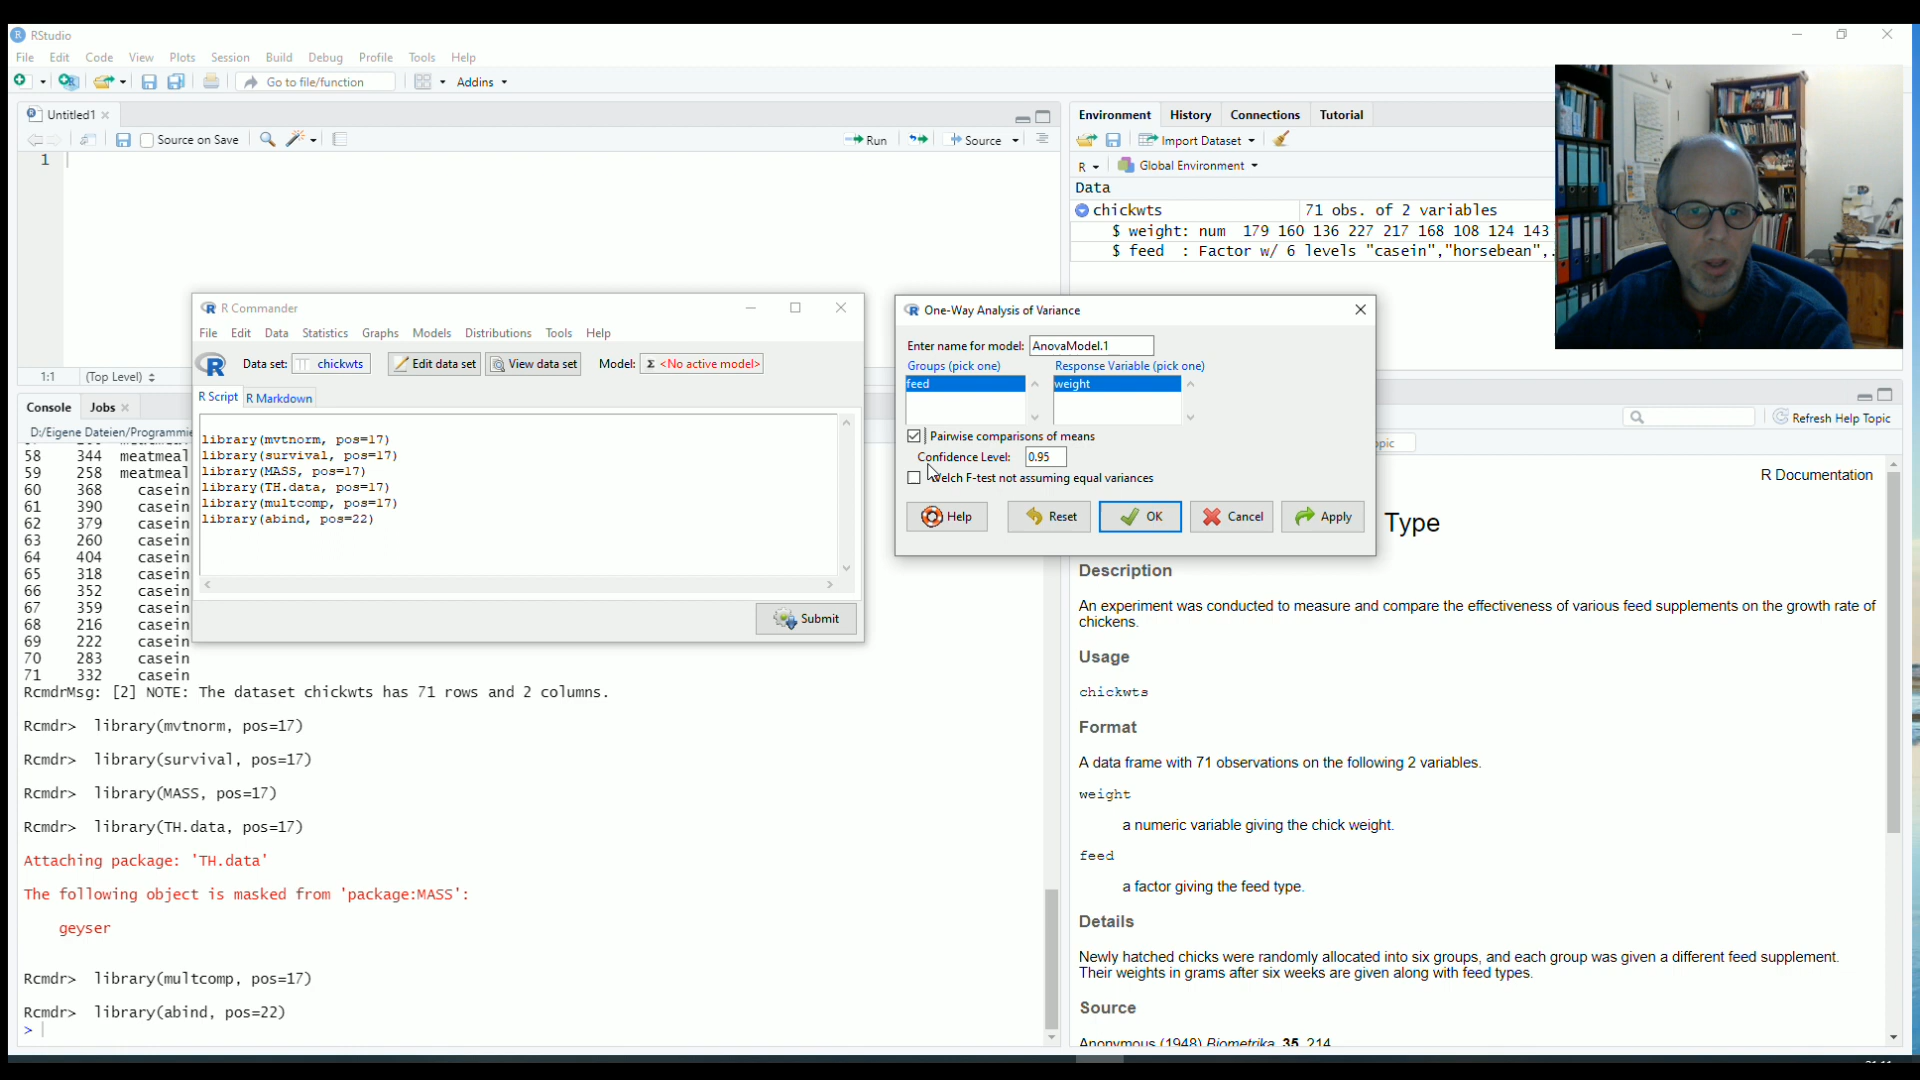 RStudio
File Edit Code View Plots Session Build Debug Profile Tools Help
Go to file/function Addins
Untitled1
Source on Save Run Source
1
1:1 (Top Level)
Environment History Connections Tutorial
Import Dataset
R Global Environment
Data
chickwts 71 obs. of 2 variables
$ weight: num 179 160 136 227 217 168 108 124 143
$ feed : Factor w/ 6 levels "casein","horsebean",.
R Commander
File Edit Data Statistics Graphs Models Distributions Tools Help
Data set: chickwts Edit data set View data set Model: Σ <No active model>
R Script R Markdown
library(mvtnorm, pos=17)
library(survival, pos=17)
library(MASS, pos=17)
library(TH.data, pos=17)
library(multcomp, pos=17)
library(abind, pos=22)
Submit
One-Way Analysis of Variance
Enter name for model: AnovaModel.1
Groups (pick one) Response Variable (pick one)
feed weight
Pairwise comparisons of means
Confidence Level: 0.95
Welch F-test not assuming equal variances
Help Reset OK Cancel Apply
Console Jobs
D:/Eigene Dateien/Programmie
58 344 meatmeal
59 258 meatmeal
60 368 casein
61 390 casein
62 379 casein
63 260 casein
64 404 casein
65 318 casein
66 352 casein
67 359 casein
68 216 casein
69 222 casein
70 283 casein
71 332 casein
RcmdrMsg: [2] NOTE: The dataset chickwts has 71 rows and 2 columns.
Rcmdr> library(mvtnorm, pos=17)
Rcmdr> library(survival, pos=17)
Rcmdr> library(MASS, pos=17)
Rcmdr> library(TH.data, pos=17)
Attaching package: 'TH.data'
The following object is masked from 'package:MASS':
geyser
Rcmdr> library(multcomp, pos=17)
Rcmdr> library(abind, pos=22)
>
Refresh Help Topic
opic
R Documentation
Type
Description
An experiment was conducted to measure and compare the effectiveness of various feed supplements on the growth rate of
chickens.
Usage
chickwts
Format
A data frame with 71 observations on the following 2 variables.
weight
a numeric variable giving the chick weight.
feed
a factor giving the feed type.
Details
Newly hatched chicks were randomly allocated into six groups, and each group was given a different feed supplement.
Their weights in grams after six weeks are given along with feed types.
Source
Anonymous (1948) Biometrika, 35, 214.